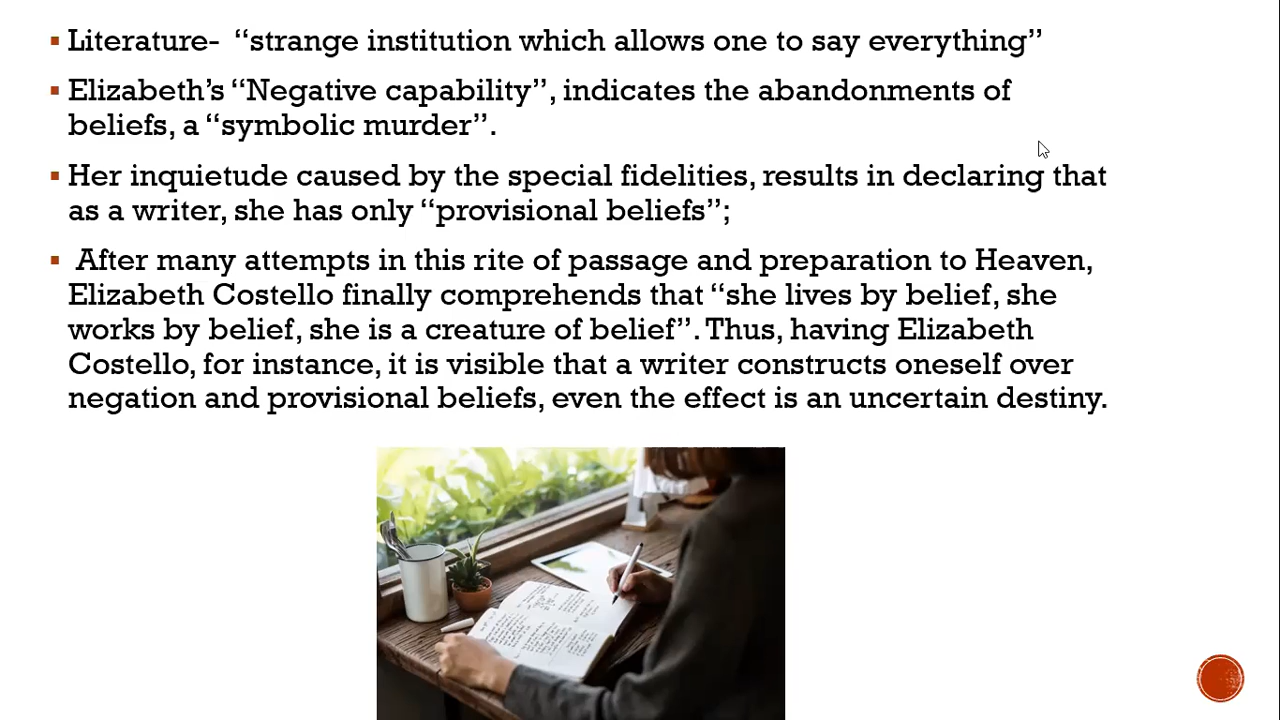 Literature-  “strange institution which allows one to say everything”
Elizabeth’s “Negative capability”, indicates the abandonments of
beliefs, a “symbolic murder”.
Her inquietude caused by the special fidelities, results in declaring that
as a writer, she has only “provisional beliefs”;
After many attempts in this rite of passage and preparation to Heaven,
Elizabeth Costello finally comprehends that “she lives by belief, she
works by belief, she is a creature of belief”. Thus, having Elizabeth
Costello, for instance, it is visible that a writer constructs oneself over
negation and provisional beliefs, even the effect is an uncertain destiny.